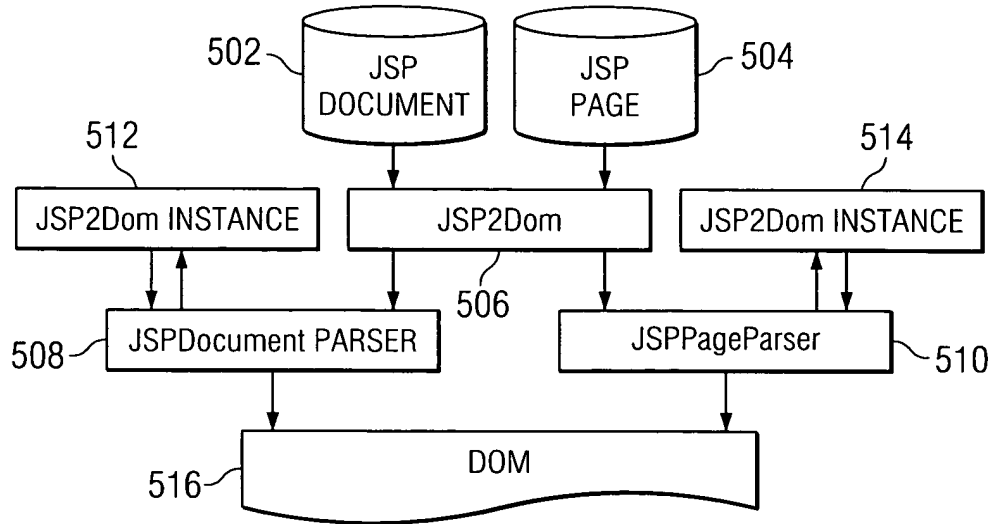 502
JSP
DOCUMENT
JSP
PAGE
504
512
514
JSP2Dom INSTANCE
JSP2Dom
JSP2Dom INSTANCE
506
508
JSPDocument PARSER
JSPPageParser
510
DOM
516